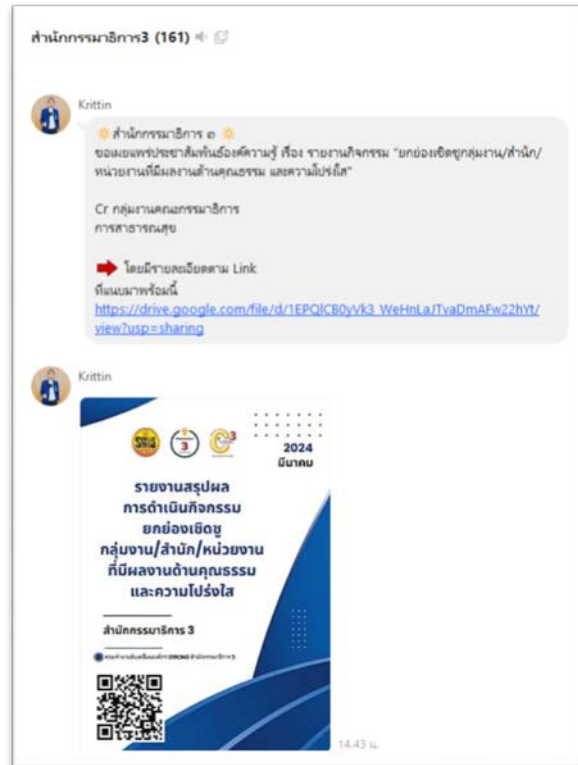 สำนักกรรมาธิการ3 (161)
Krittin
สำนักกรรมาธิการ ๓
ขอเผยแพร่ประชาสัมพันธ์องค์ความรู้ เรื่อง รายงานกิจกรรม "ยกย่องเชิดชูกลุ่มงาน/สำนัก/
หน่วยงานที่มีผลงานด้านคุณธรรม และความโปร่งใส"
Cr กลุ่มงานคณะกรรมาธิการ
การสาธารณสุข
โดยมีรายละเอียดตาม Link
ที่แนบมาพร้อมนี้
https://drive.google.com/file/d/1EPQlCB0yVk3_WeHnLaJTvaDmAFw22hYt/
view?usp=sharing
Krittin
3
3
2024
มีนาคม
รายงานสรุปผล
การดำเนินกิจกรรม
ยกย่องเชิดชู
กลุ่มงาน/สำนัก/หน่วยงาน
ที่มีผลงานด้านคุณธรรม
และความโปร่งใส
สำนักกรรมาธิการ 3
14.43 น.